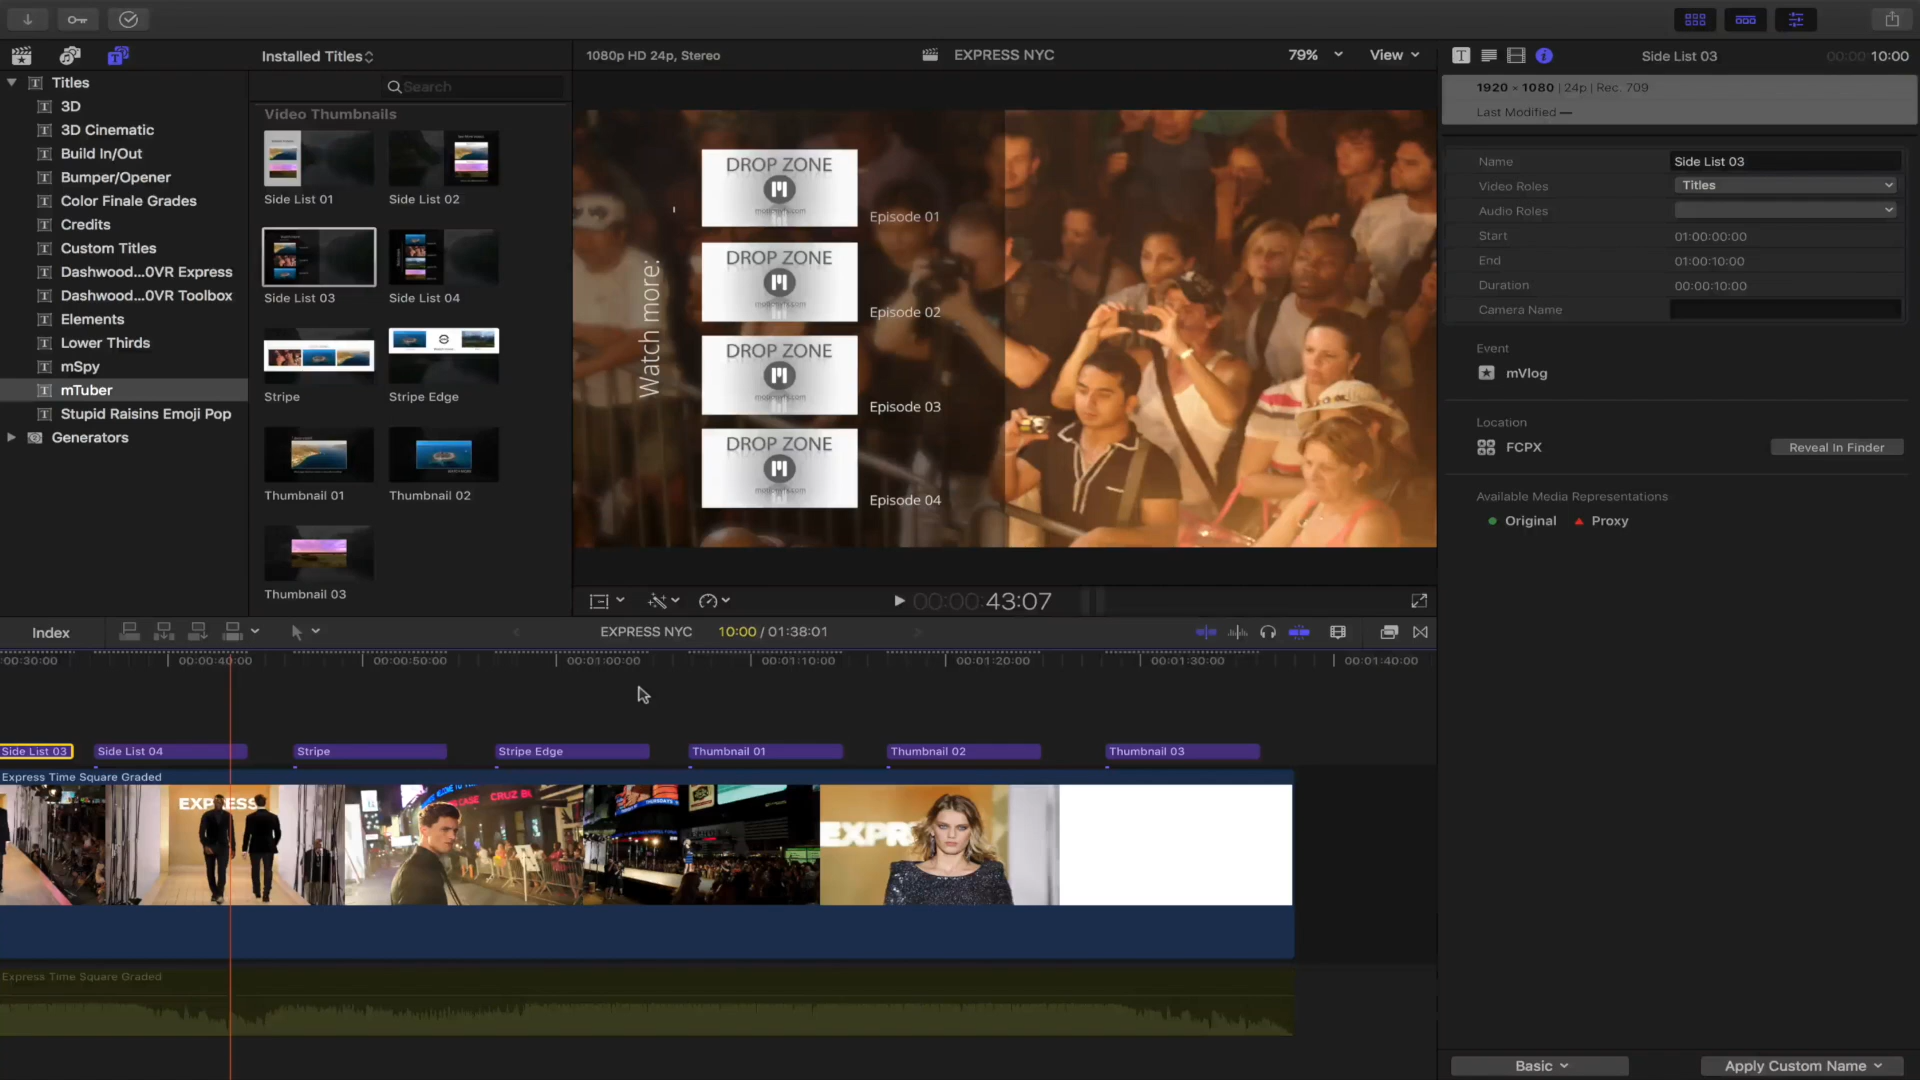 Installed Titles
1080p HD 24p, Stereo
EXPRESS NYC
79%
View
Side List 03
00:00:10:00
Titles
3D
3D Cinematic
Build In/Out
Bumper/Opener
Color Finale Grades
Credits
Custom Titles
Dashwood...0VR Express
Dashwood...0VR Toolbox
Elements
Lower Thirds
mSpy
mTuber
Stupid Raisins Emoji Pop
Generators
Search
Video Thumbnails
Side List 01
Side List 02
Side List 03
Side List 04
Stripe
Stripe Edge
Thumbnail 01
Thumbnail 02
Thumbnail 03
Watch more:
DROP ZONE
Episode 01
DROP ZONE
Episode 02
DROP ZONE
Episode 03
DROP ZONE
Episode 04
00:00:43:07
1920 × 1080 | 24p | Rec. 709
Last Modified —
Name
Side List 03
Video Roles
Titles
Audio Roles
Start
01:00:00:00
End
01:00:10:00
Duration
00:00:10:00
Camera Name
Event
mVlog
Location
FCPX
Reveal In Finder
Available Media Representations
Original
Proxy
Index
EXPRESS NYC
10:00 / 01:38:01
00:30:00
00:00:40:00
00:00:50:00
00:01:00:00
00:01:10:00
00:01:20:00
00:01:30:00
00:01:40:00
Side List 03
Side List 04
Stripe
Stripe Edge
Thumbnail 01
Thumbnail 02
Thumbnail 03
Express Time Square Graded
EXPRESS
CRUZ
EXPR
Express Time Square Graded
Basic
Apply Custom Name